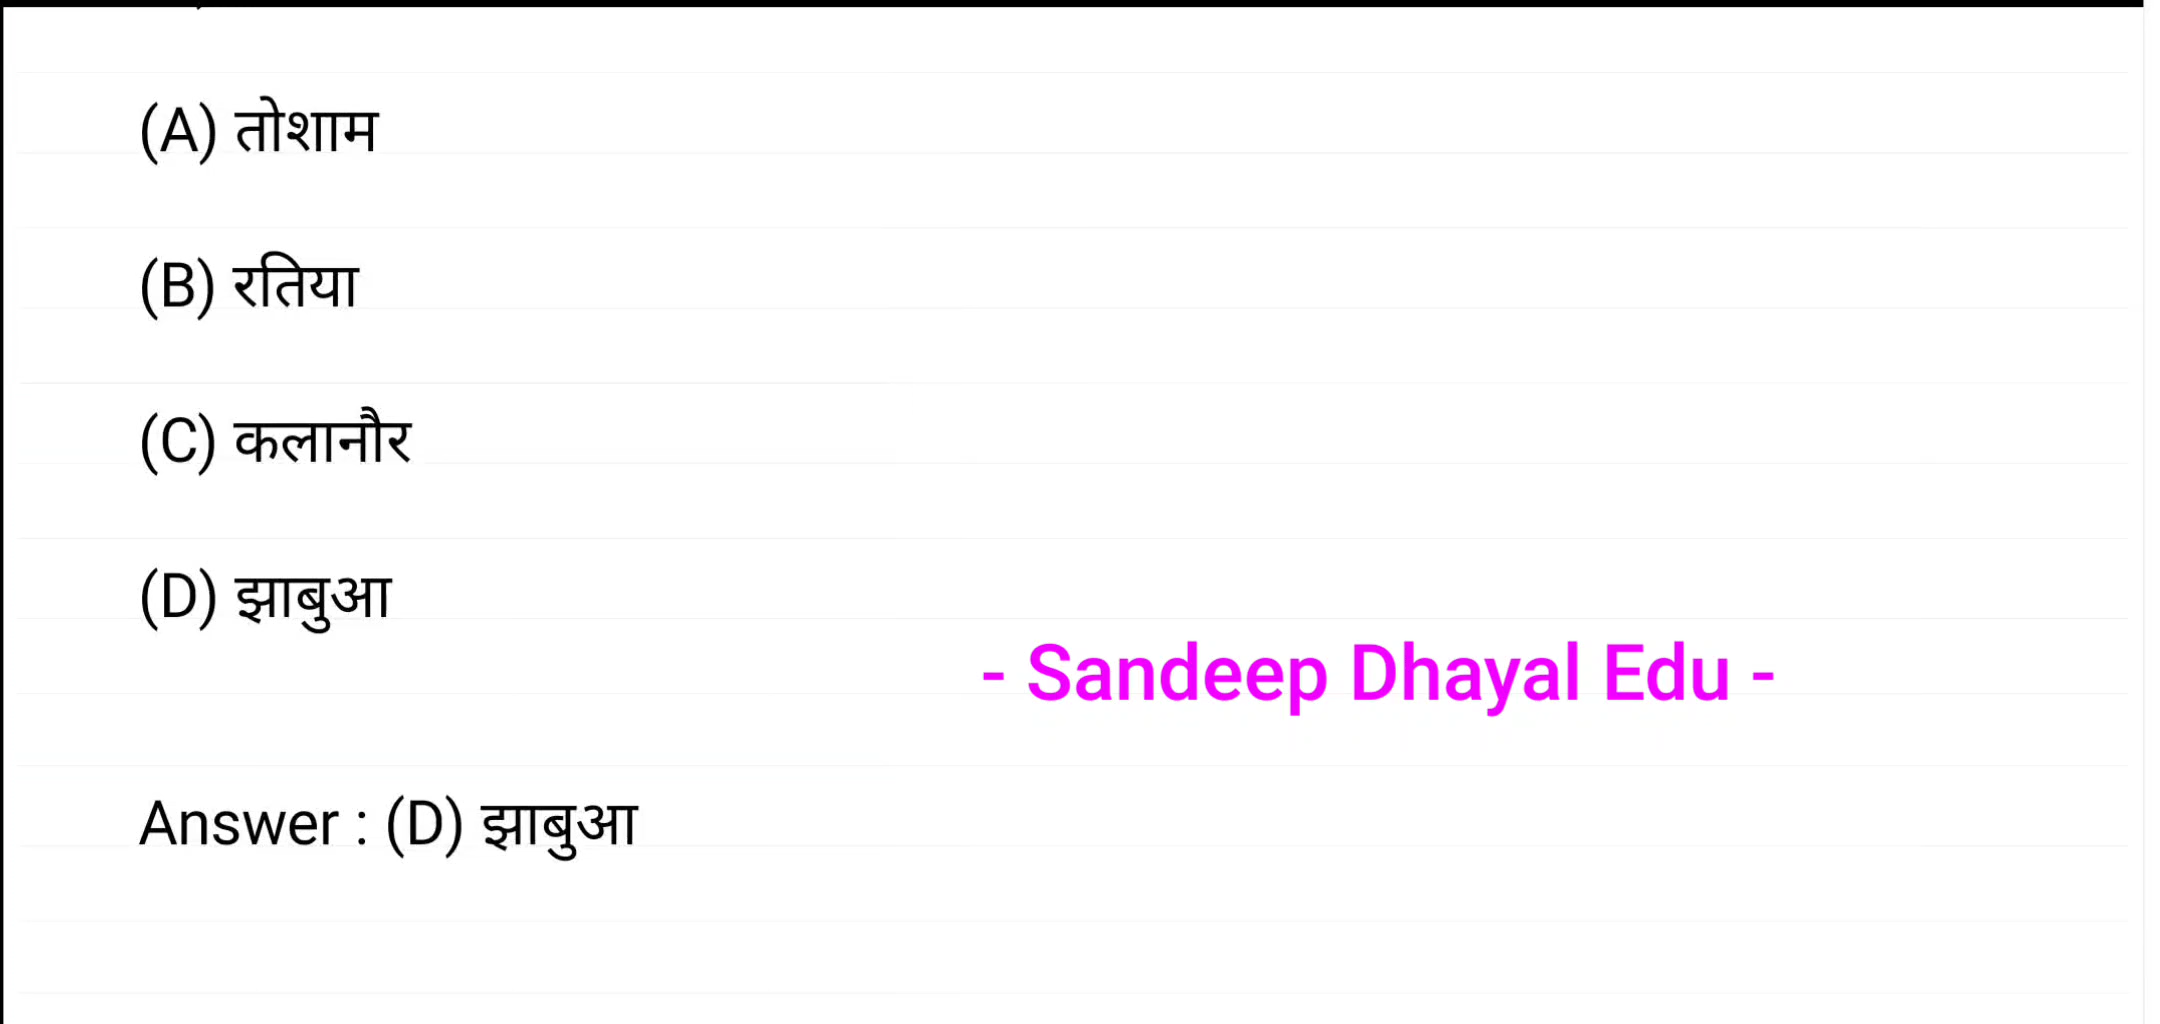 (A) तोशाम
(B) रतिया
(C) कलानौर
(D) झाबुआ
- Sandeep Dhayal Edu -
Answer : (D) झाबुआ